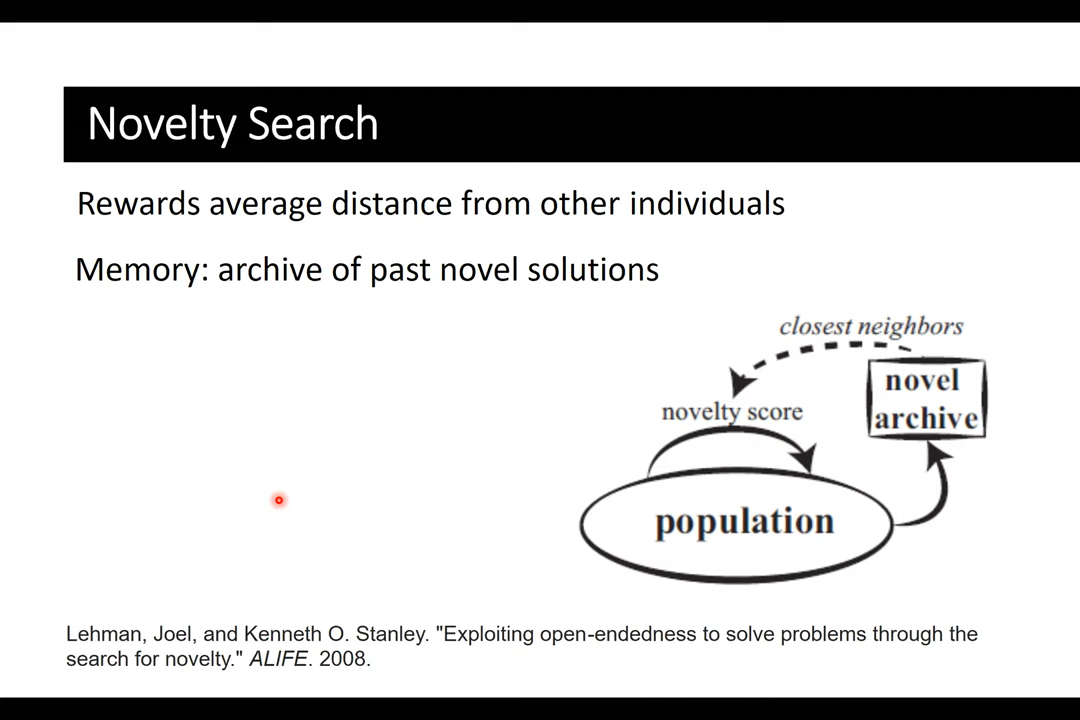 Novelty Search
Rewards average distance from other individuals
Memory: archive of past novel solutions
closest neighbors
novel
archive
novelty score
population
Lehman, Joel, and Kenneth O. Stanley. "Exploiting open-endedness to solve problems through the
search for novelty." ALIFE. 2008.